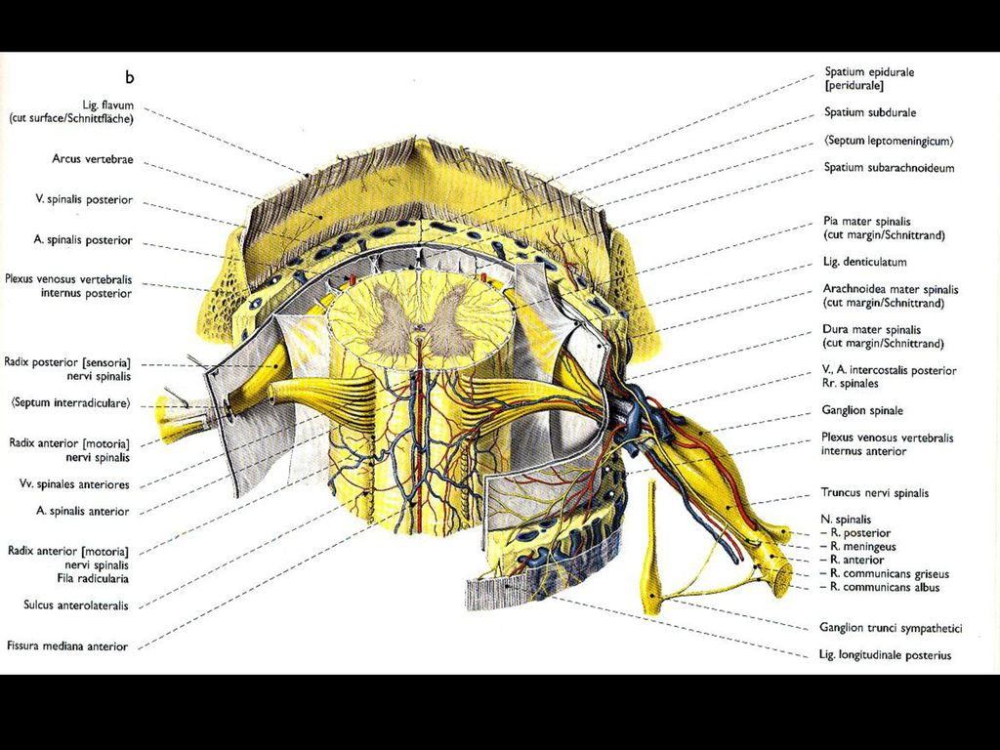 b
Lig. flavum
(cut surface/Schnittfläche)
Arcus vertebrae
V. spinalis posterior
A. spinalis posterior
Plexus venosus vertebralis
internus posterior
Radix posterior [sensoria]
nervi spinalis
⟨Septum interradiculare⟩
Radix anterior [motoria]
nervi spinalis
Vv. spinales anteriores
A. spinalis anterior
Radix anterior [motoria]
nervi spinalis
Fila radicularia
Sulcus anterolateralis
Fissura mediana anterior
Spatium epidurale
[peridurale]
Spatium subdurale
⟨Septum leptomeningicum⟩
Spatium subarachnoideum
Pia mater spinalis
(cut margin/Schnittrand)
Lig. denticulatum
Arachnoidea mater spinalis
(cut margin/Schnittrand)
Dura mater spinalis
(cut margin/Schnittrand)
V., A. intercostalis posterior
Rr. spinales
Ganglion spinale
Plexus venosus vertebralis
internus anterior
Truncus nervi spinalis
N. spinalis
– R. posterior
– R. meningeus
– R. anterior
– R. communicans griseus
– R. communicans albus
Ganglion trunci sympathetici
Lig. longitudinale posterius